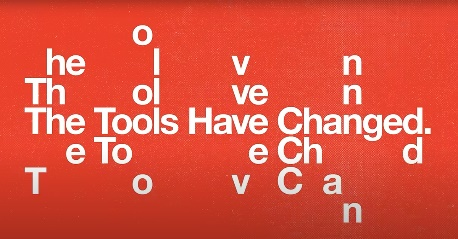 o
he l v n
Th ol ve n
The Tools Have Changed.
e To e Ch d
T o v C a
n